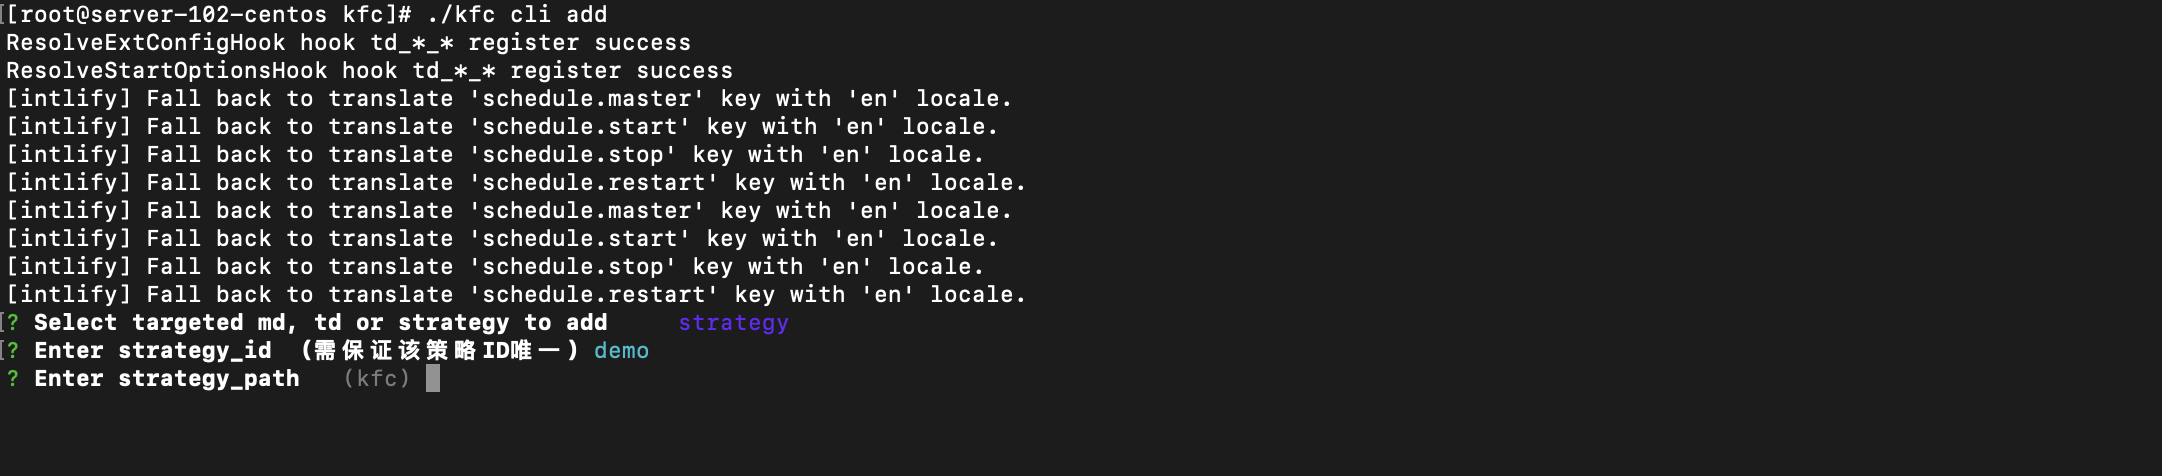 [root@server-102-centos kfc]# ./kfc cli add
ResolveExtConfigHook hook td_*_* register success
ResolveStartOptionsHook hook td_*_* register success
[intlify] Fall back to translate 'schedule.master' key with 'en' locale.
[intlify] Fall back to translate 'schedule.start' key with 'en' locale.
[intlify] Fall back to translate 'schedule.stop' key with 'en' locale.
[intlify] Fall back to translate 'schedule.restart' key with 'en' locale.
[intlify] Fall back to translate 'schedule.master' key with 'en' locale.
[intlify] Fall back to translate 'schedule.start' key with 'en' locale.
[intlify] Fall back to translate 'schedule.stop' key with 'en' locale.
[intlify] Fall back to translate 'schedule.restart' key with 'en' locale.
? Select targeted md, td or strategy to add     strategy
? Enter strategy_id  (需保证该策略ID唯一) demo
? Enter strategy_path   (kfc)